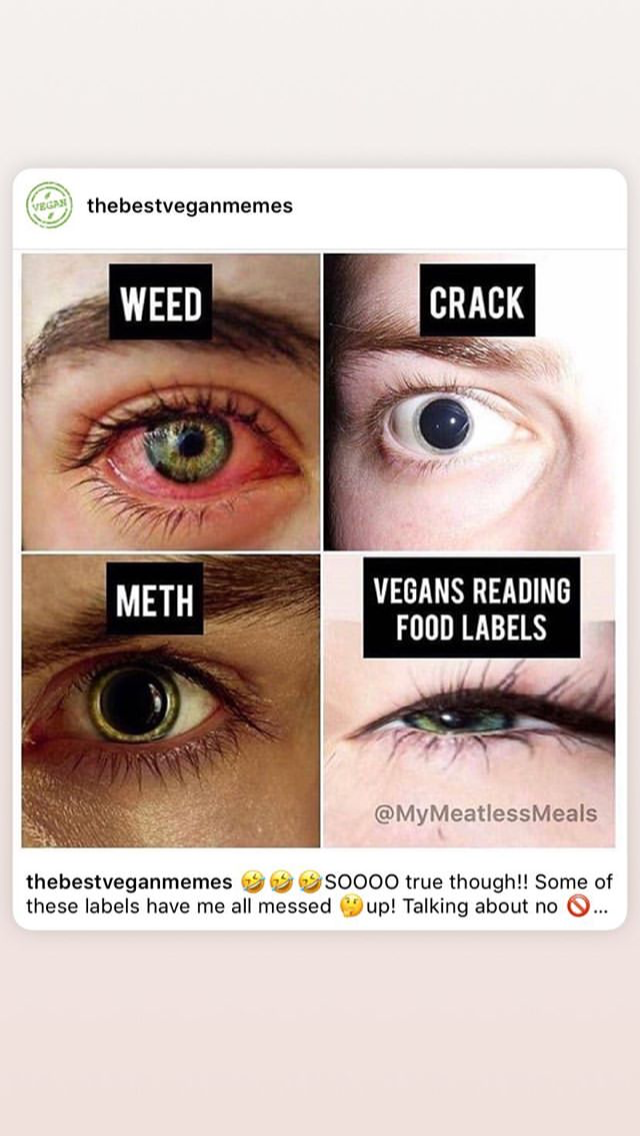 VEGAN
thebestveganmemes
WEED
CRACK
METH
VEGANS READING
FOOD LABELS
@MyMeatlessMeals
thebestveganmemes 🤣🤣🤣SOOOO true though!! Some of
these labels have me all messed 🤔up! Talking about no 🚫...